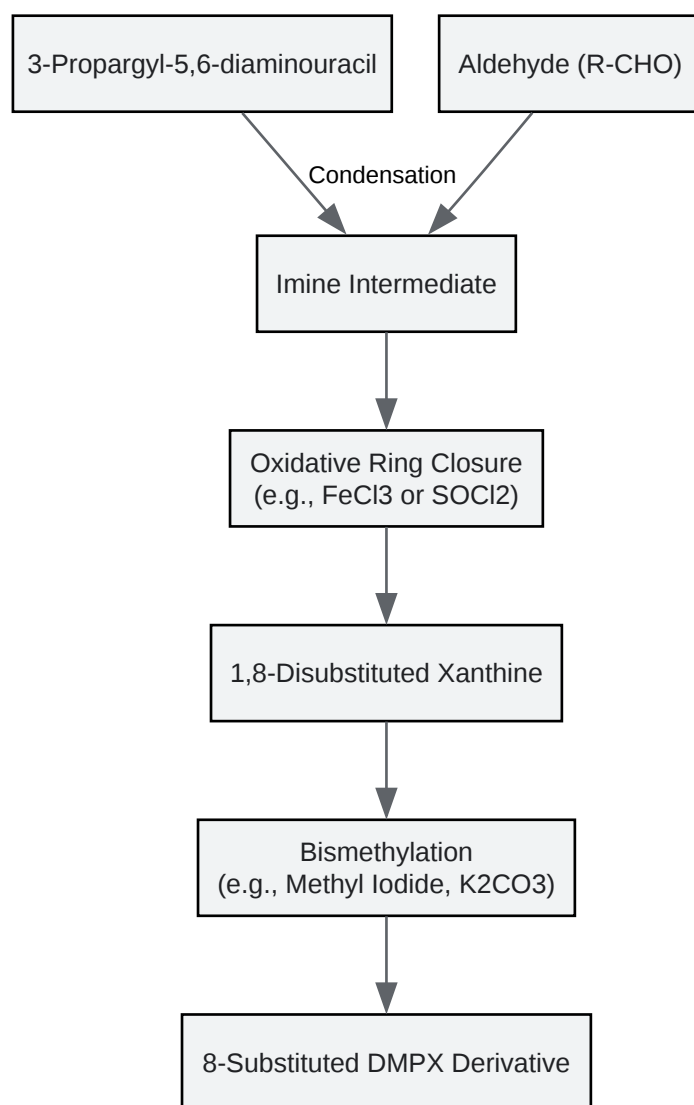 3-Propargyl-5,6-diaminouracil
Aldehyde (R-CHO)
Condensation
Imine Intermediate
Oxidative Ring Closure
(e.g., FeCl3 or SOCl2)
1,8-Disubstituted Xanthine
Bismethylation
(e.g., Methyl Iodide, K2CO3)
8-Substituted DMPX Derivative